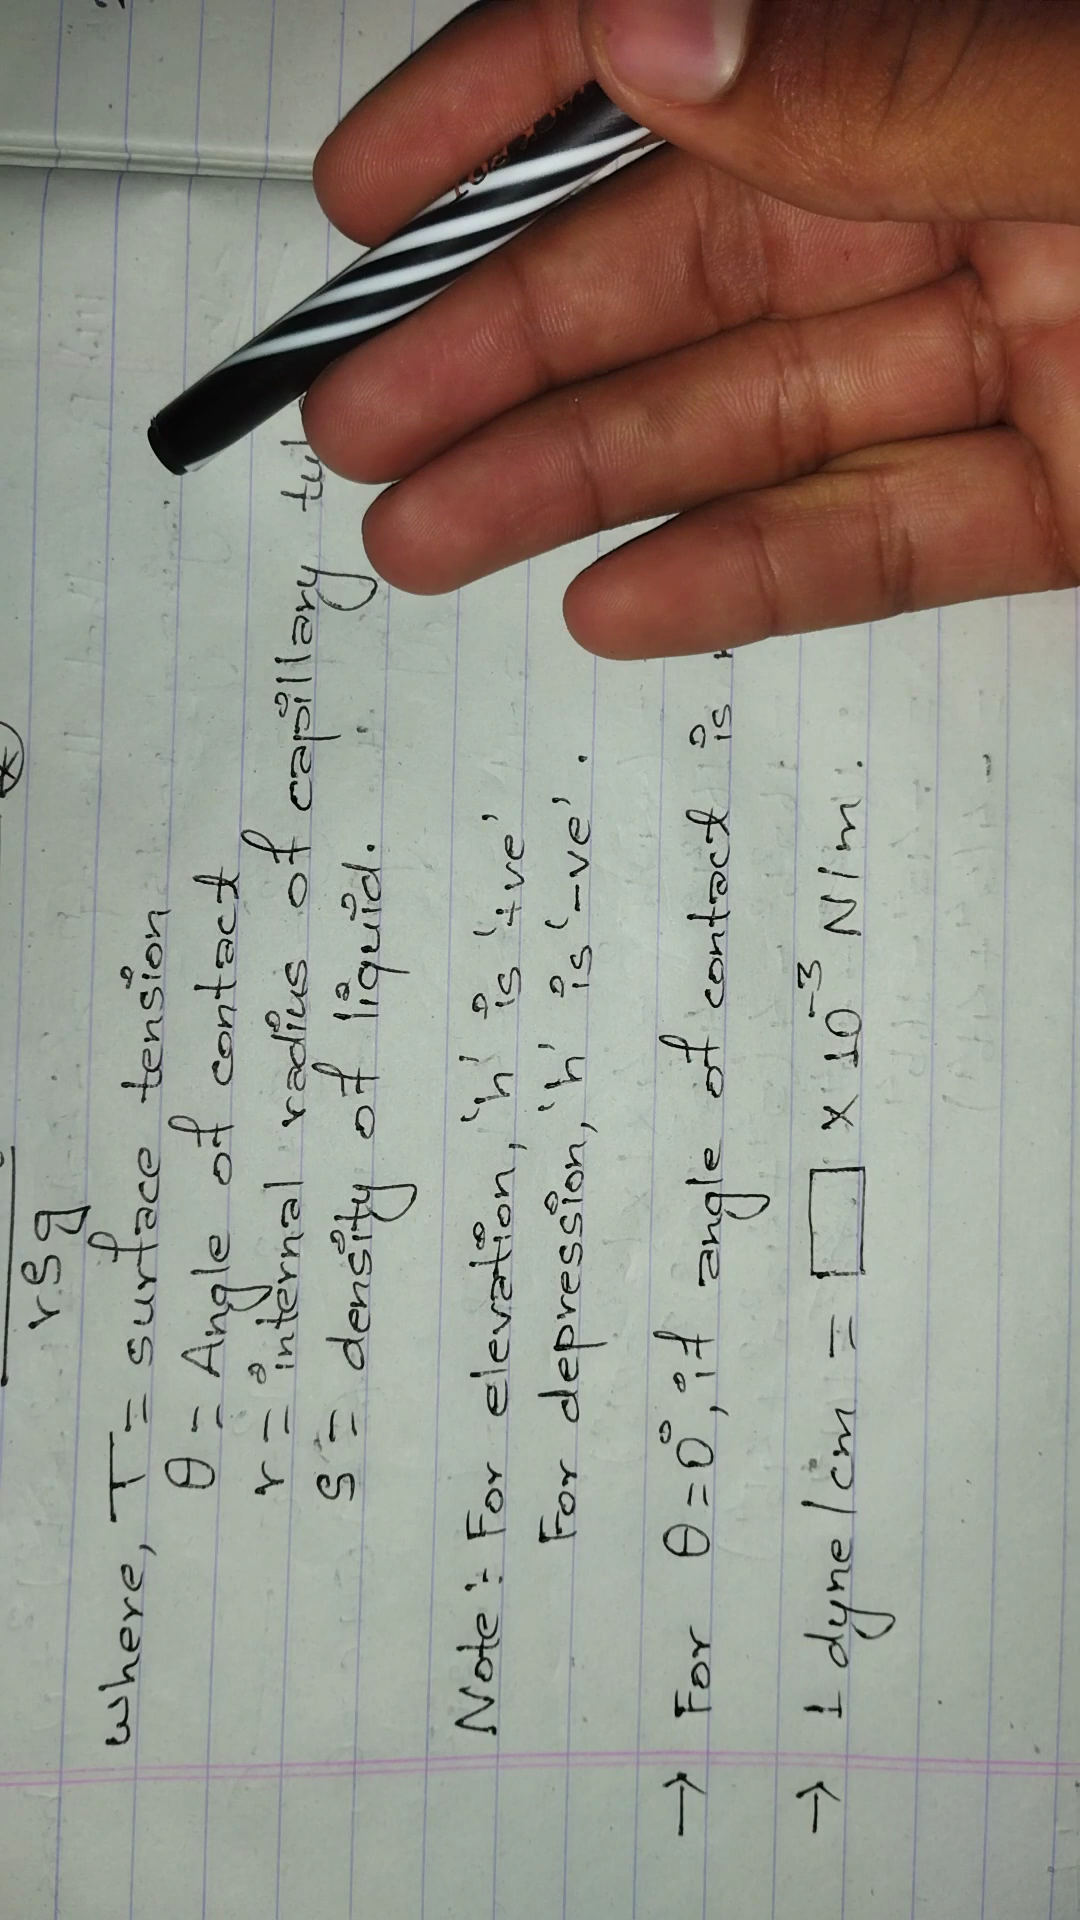 rρg
where, T = surface tension
θ = Angle of contact
r = internal radius of capillary
ρ = density of liquid.
Note:- For elevation, 'h' is '+ve'
For depression, 'h' is '-ve'.
→ For θ=0°, if angle of contact is
→ 1 dyne/cm = □ × 10⁻³ N/m.